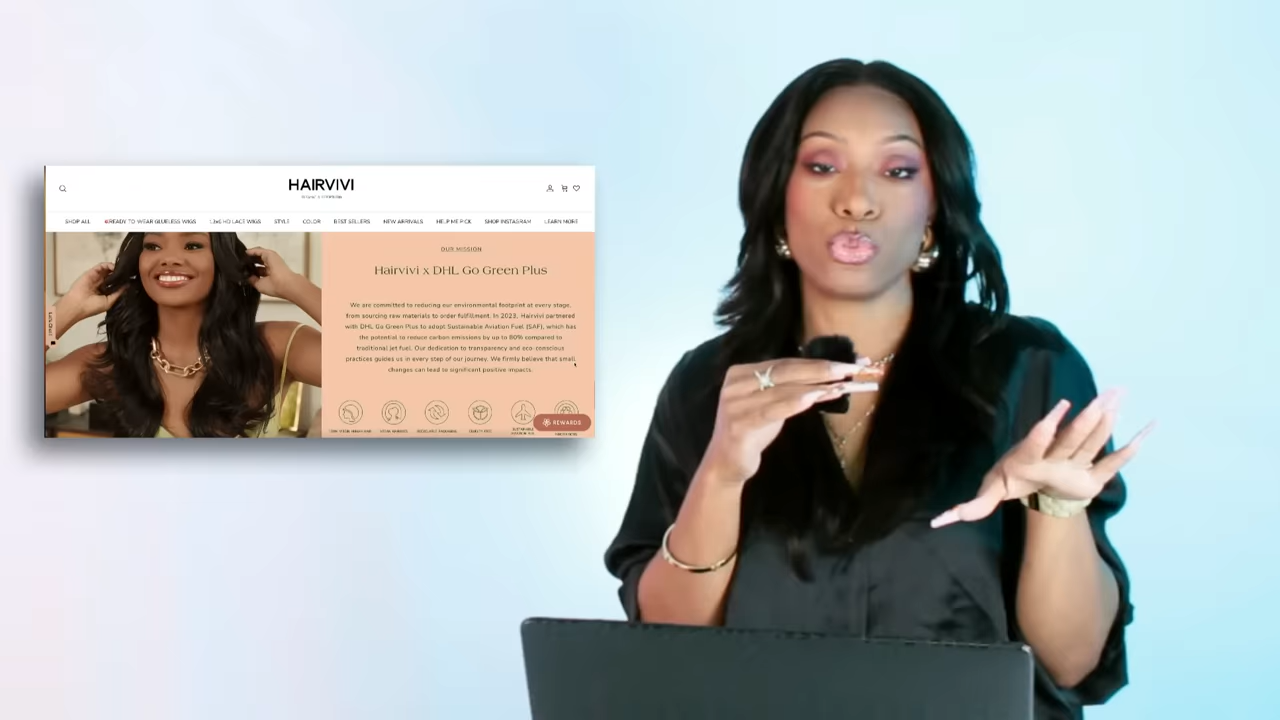 HAIRVIVI
SHOP ALL READY TO WEAR GLUELESS WIGS HD LACE WIGS STYLE COLOR BEST SELLERS NEW ARRIVALS HELP ME PICK SHOP INSTAGRAM LEARN MORE
OUR MISSION
Hairvivi x DHL Go Green Plus
We are committed to reducing our environmental footprint at every stage,
from sourcing raw materials to order fulfillment. In 2023, Hairvivi partnered
with DHL Go Green Plus to adopt Sustainable Aviation Fuel (SAF), which has
the potential to reduce carbon emissions by up to 80% compared to
traditional jet fuel. Our dedication to transparency and eco-conscious
practices guides us in every step of our journey. We firmly believe that small
changes can lead to significant positive impacts.
REWARDS